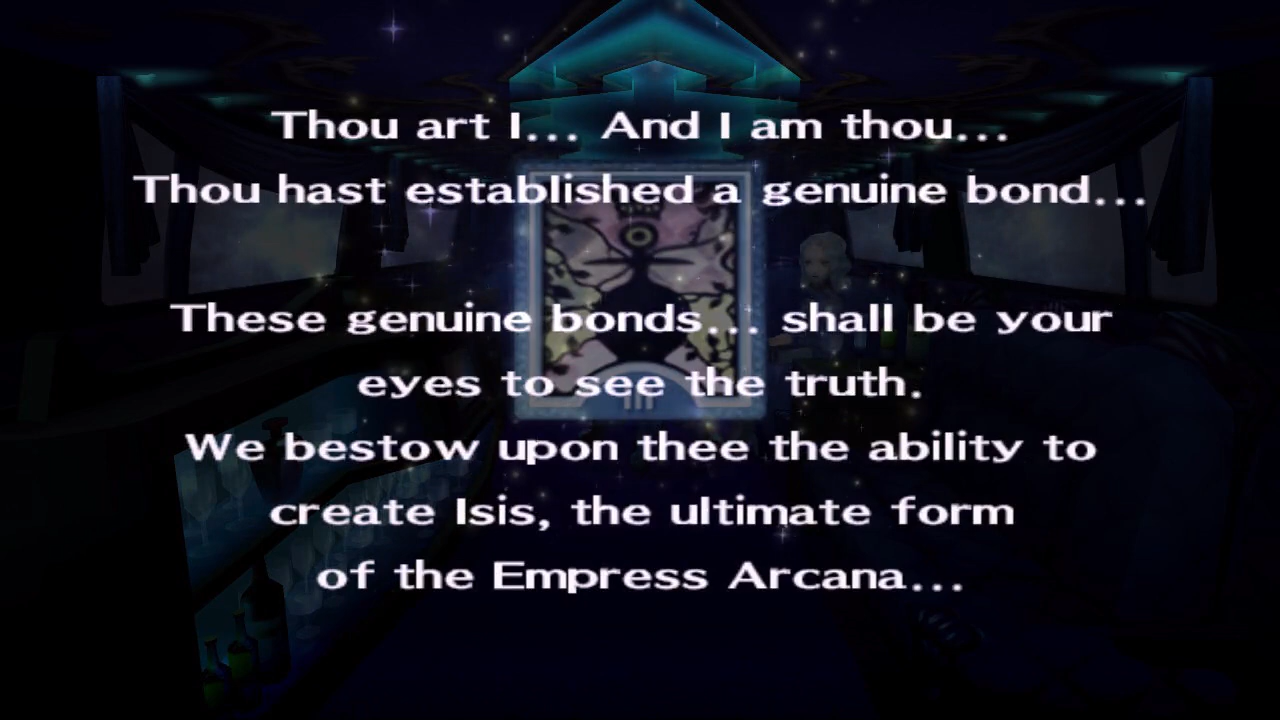 Thou art I... And I am thou...
Thou hast established a genuine bond...
These genuine bonds... shall be your
eyes to see the truth.
We bestow upon thee the ability to
create Isis, the ultimate form
of the Empress Arcana...
III